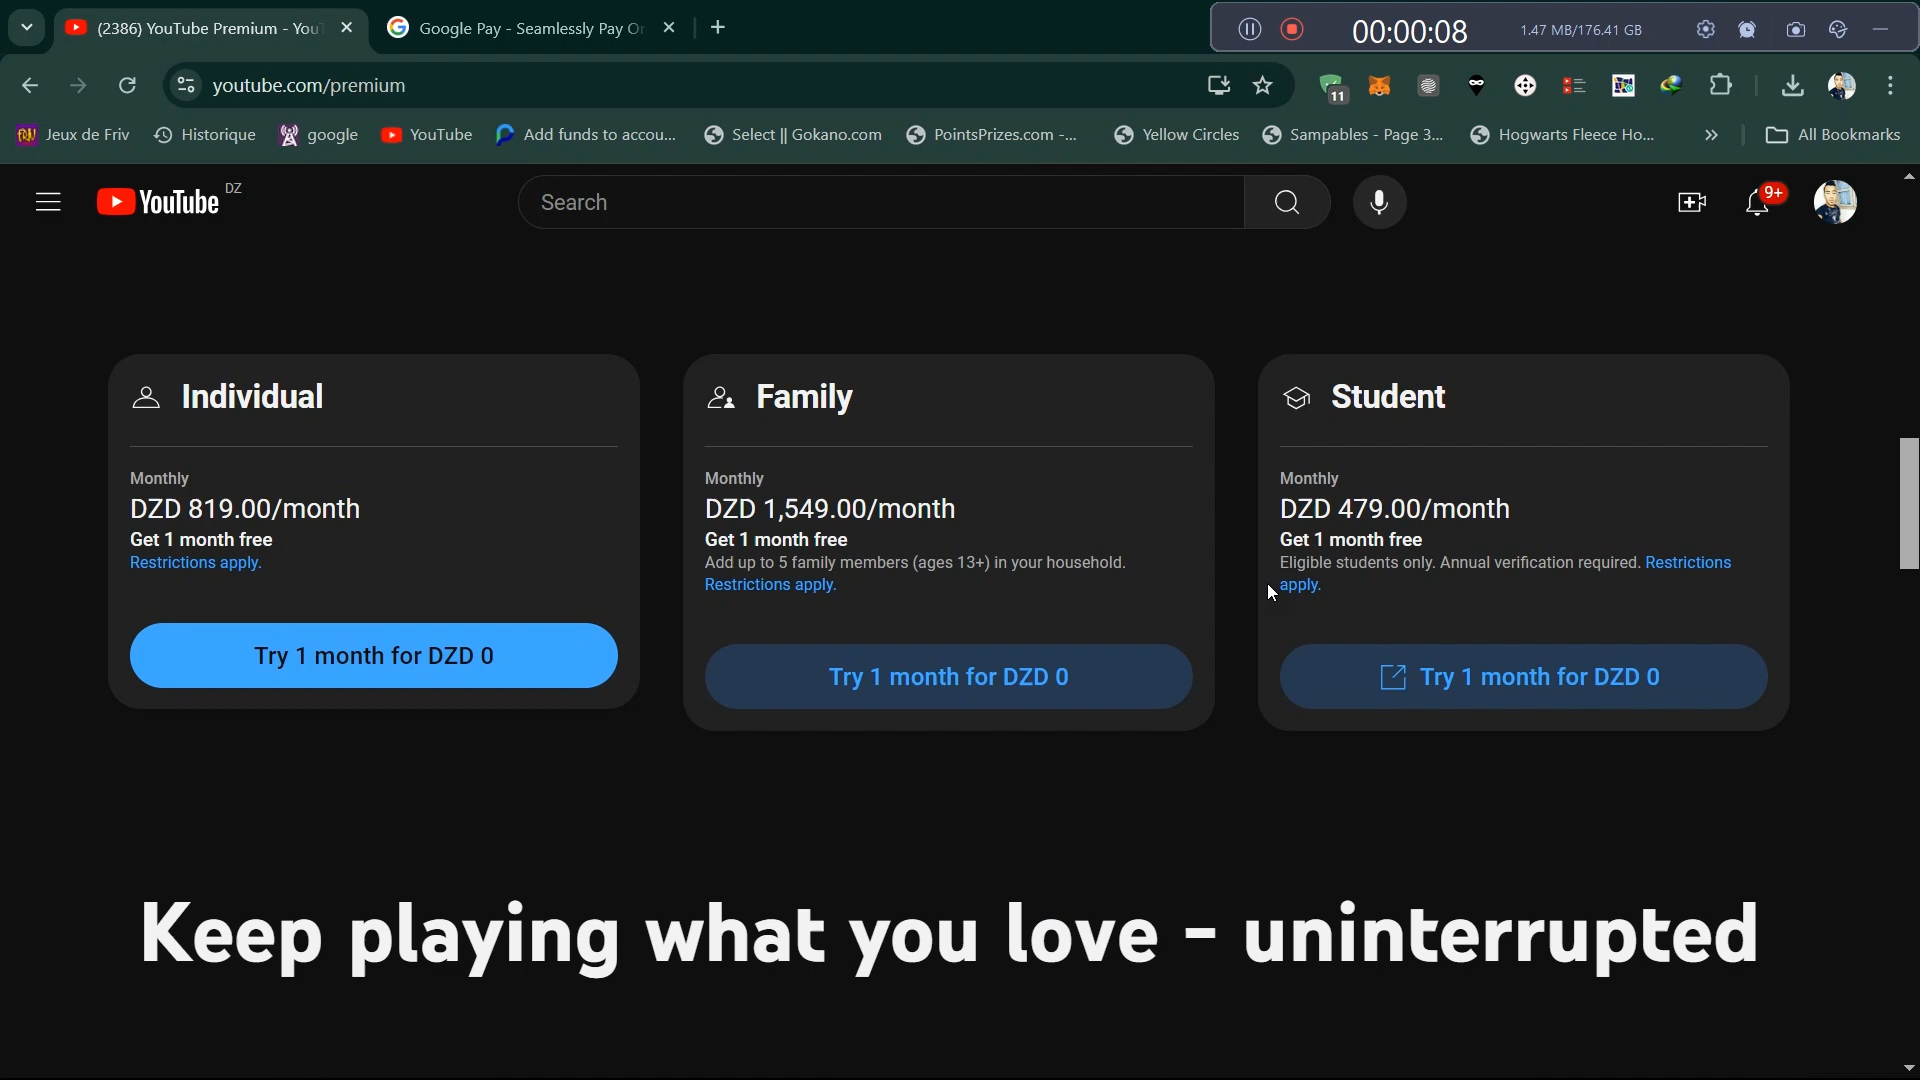 (2386) YouTube Premium - You
Google Pay - Seamlessly Pay Or
00:00:08
1.47 MB/176.41 GB
youtube.com/premium
11
Jeux de Friv
Historique
google
YouTube
Add funds to accou...
Select || Gokano.com
PointsPrizes.com -...
Yellow Circles
Sampables - Page 3...
Hogwarts Fleece Ho...
»
All Bookmarks
YouTube DZ
Search
9+
Individual
Monthly
DZD 819.00/month
Get 1 month free
Restrictions apply.
Try 1 month for DZD 0
Family
Monthly
DZD 1,549.00/month
Get 1 month free
Add up to 5 family members (ages 13+) in your household.
Restrictions apply.
Try 1 month for DZD 0
Student
Monthly
DZD 479.00/month
Get 1 month free
Eligible students only. Annual verification required. Restrictions
apply.
Try 1 month for DZD 0
Keep playing what you love - uninterrupted